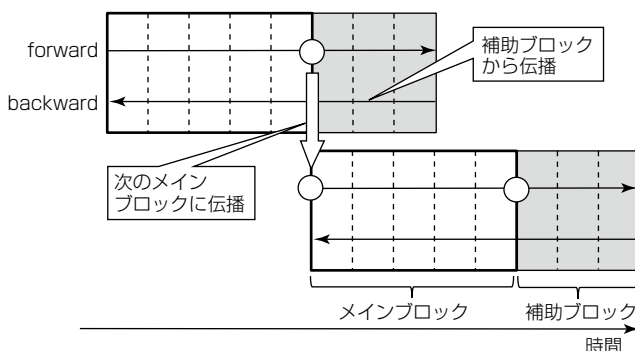 forward
backward
補助ブロック
から伝播
次のメイン
ブロックに伝播
メインブロック
補助ブロック
時間